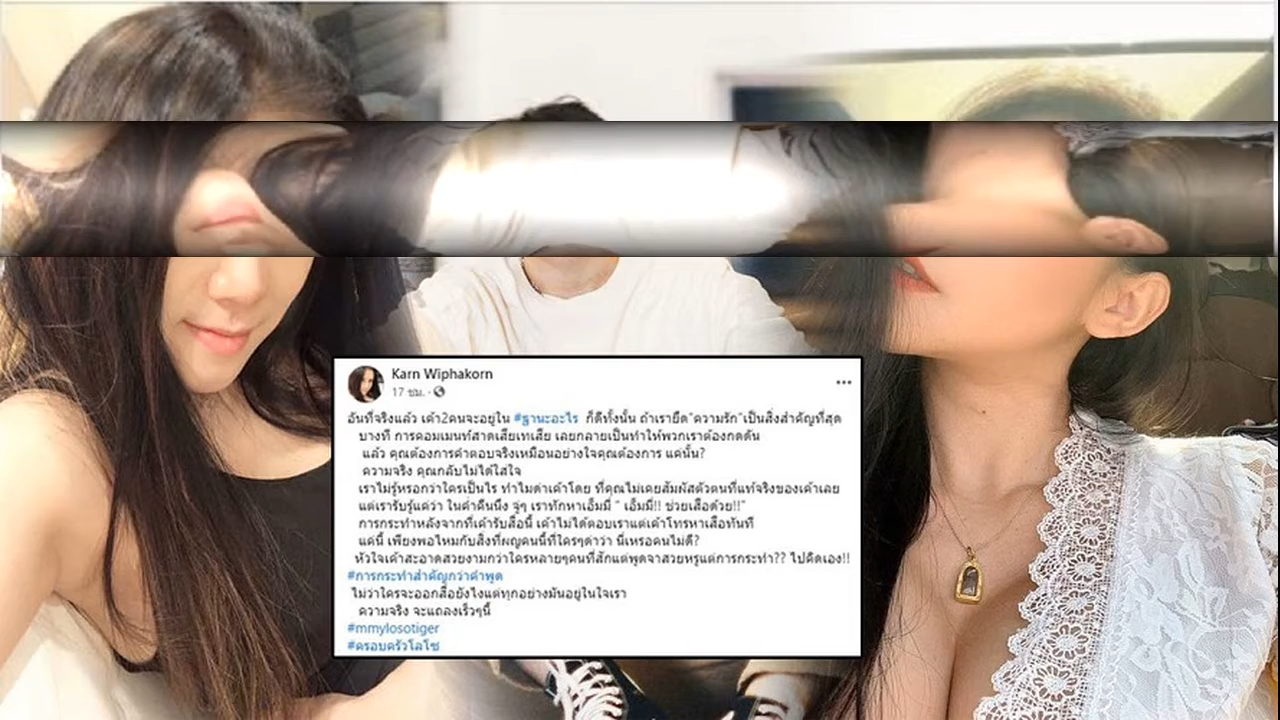 Karn Wiphakorn
17 ชม. ·
อันที่จริงแล้ว เค้า2คนจะอยู่ใน #ฐานะอะไร ก็ดีทั้งนั้น ถ้าเรายึด"ความรัก"เป็นสิ่งสำคัญที่สุด
บางที การคอมเมนท์สาดเสียเทเสีย เลยกลายเป็นทำให้พวกเราต้องกดดัน
แล้ว คุณต้องการคำตอบจริงเหมือนอย่างใจคุณต้องการ แค่นั้น?
ความจริง คุณกลับไม่ได้ใส่ใจ
เราไม่รู้หรอกว่าใครเป็นไร ทำไมด่าเค้าโดย ที่คุณไม่เคยสัมผัสตัวตนที่แท้จริงของเค้าเลย
แต่เรารับรู้แค่ว่า ในค่ำคืนนึง จู่ๆ เราทักหาเอ็มมี่ " เอ็มมี่!! ช่วยเสือด้วย!!"
การกระทำหลังจากที่เค้ารับสื่อนี้ เค้าไม่ได้ตอบเราแต่เค้าโทรหาเสือทันที
แค่นี้ เพียงพอไหมกับสิ่งที่ผญคนนี้ที่ใครๆด่าว่า นี่เหรอคนไม่ดี?
หัวใจเค้าสะอาดสวยงามกว่าใครหลายๆคนที่สักแต่พูดจาสวยหรูแต่การกระทำ?? ไปคิดเอง!!
#การกระทำสำคัญกว่าคำพูด
ไม่ว่าใครจะออกสื่อยังไงแต่ทุกอย่างมันอยู่ในใจเรา
ความจริง จะแถลงเร็วๆนี้
#mmylosotiger
#ครอบครัวโลโซ